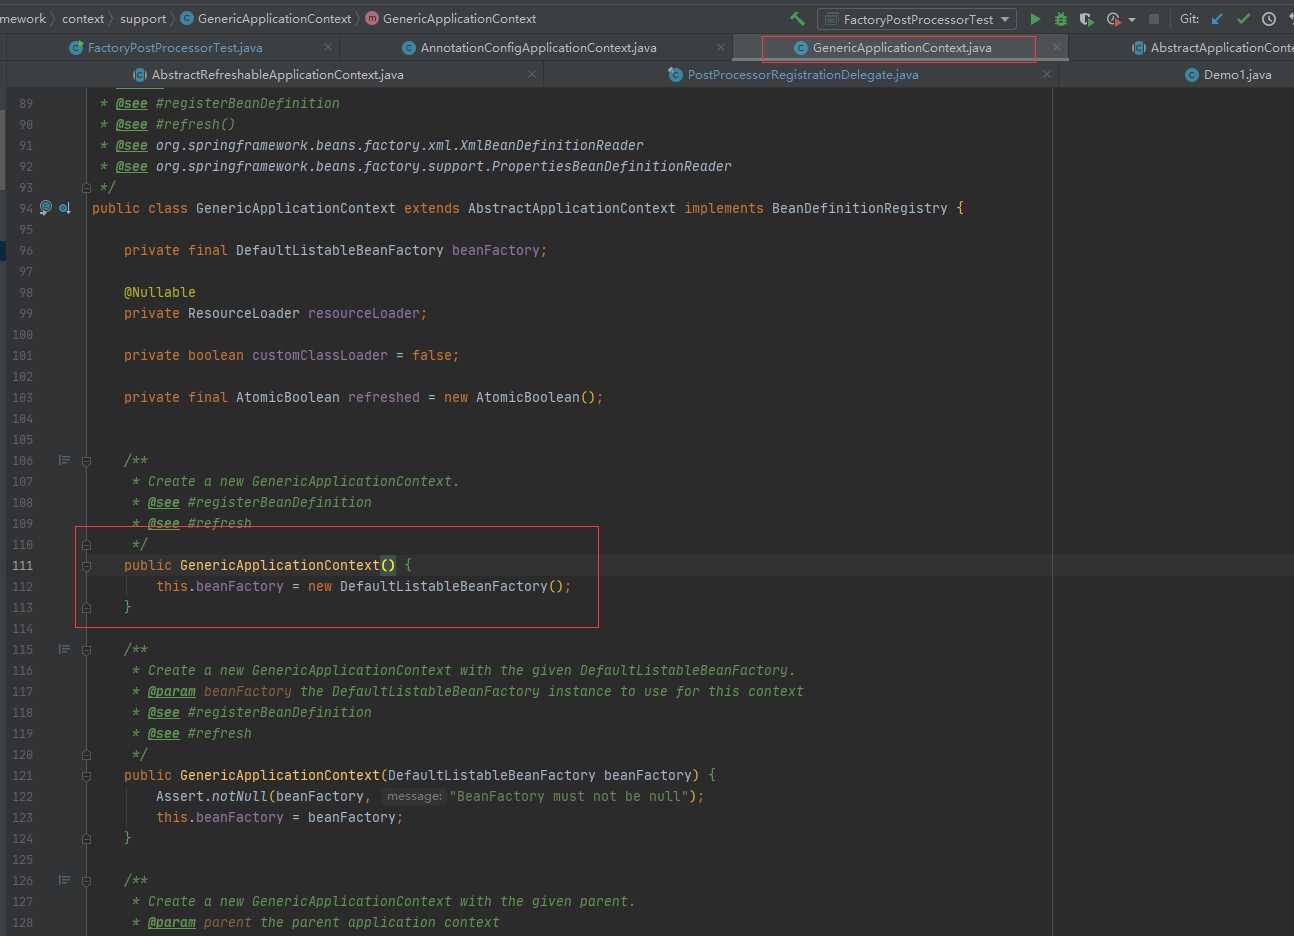 mework context support GenericApplicationContext GenericApplicationContext FactoryPostProcessorTest Git:
FactoryPostProcessorTest.java AnnotationConfigApplicationContext.java GenericApplicationContext.java AbstractApplicationConte
AbstractRefreshableApplicationContext.java PostProcessorRegistrationDelegate.java Demo1.java
89 * @see #registerBeanDefinition
90 * @see #refresh()
91 * @see org.springframework.beans.factory.xml.XmlBeanDefinitionReader
92 * @see org.springframework.beans.factory.support.PropertiesBeanDefinitionReader
93 */
94 public class GenericApplicationContext extends AbstractApplicationContext implements BeanDefinitionRegistry {
95
96 private final DefaultListableBeanFactory beanFactory;
97
98 @Nullable
99 private ResourceLoader resourceLoader;
100
101 private boolean customClassLoader = false;
102
103 private final AtomicBoolean refreshed = new AtomicBoolean();
104
105
106 /**
107 * Create a new GenericApplicationContext.
108 * @see #registerBeanDefinition
109 * @see #refresh
110 */
111 public GenericApplicationContext() {
112 this.beanFactory = new DefaultListableBeanFactory();
113 }
114
115 /**
116 * Create a new GenericApplicationContext with the given DefaultListableBeanFactory.
117 * @param beanFactory the DefaultListableBeanFactory instance to use for this context
118 * @see #registerBeanDefinition
119 * @see #refresh
120 */
121 public GenericApplicationContext(DefaultListableBeanFactory beanFactory) {
122 Assert.notNull(beanFactory, message: "BeanFactory must not be null");
123 this.beanFactory = beanFactory;
124 }
125
126 /**
127 * Create a new GenericApplicationContext with the given parent.
128 * @param parent the parent application context